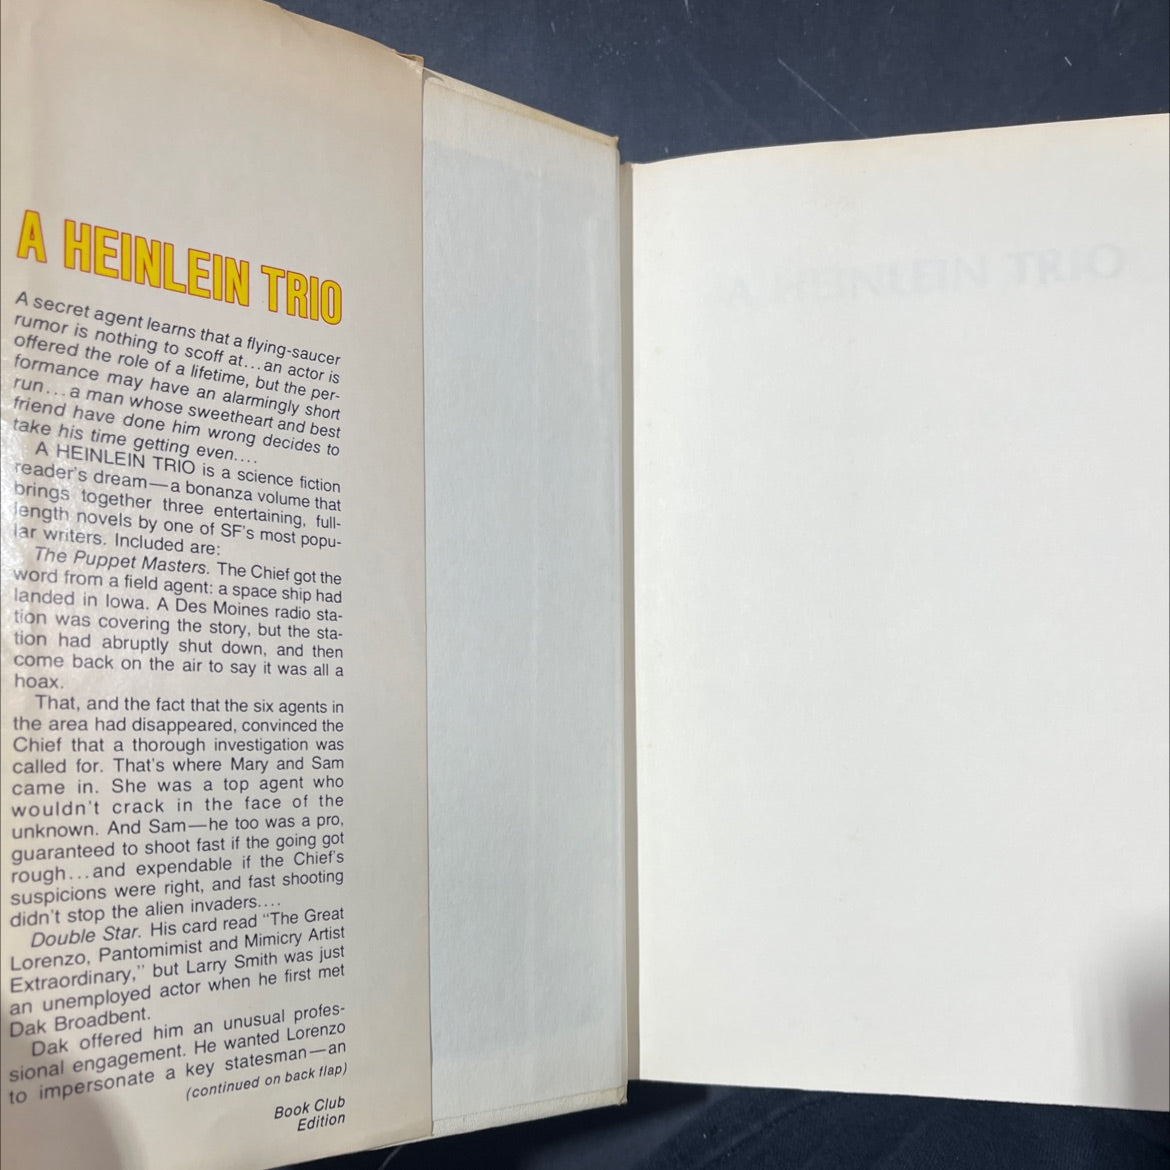 A HEINLEIN TRIO
A secret agent learns that a flying-saucer
rumor is nothing to scoff at...an actor is
offered the role of a lifetime, but the per-
formance may have an alarmingly short
run...a man whose sweetheart and best
friend have done him wrong decides to
take his time getting even....
A HEINLEIN TRIO is a science fiction
reader's dream—a bonanza volume that
brings together three entertaining, full-
length novels by one of SF's most popu-
lar writers. Included are:
The Puppet Masters. The Chief got the
word from a field agent: a space ship had
landed in Iowa. A Des Moines radio sta-
tion was covering the story, but the sta-
tion had abruptly shut down, and then
come back on the air to say it was all a
hoax.
That, and the fact that the six agents in
the area had disappeared, convinced the
Chief that a thorough investigation was
called for. That's where Mary and Sam
came in. She was a top agent who
wouldn't crack in the face of the
unknown. And Sam—he too was a pro,
guaranteed to shoot fast if the going got
rough...and expendable if the Chief's
suspicions were right, and fast shooting
didn't stop the alien invaders....
Double Star. His card read "The Great
Lorenzo, Pantomimist and Mimicry Artist
Extraordinary," but Larry Smith was just
an unemployed actor when he first met
Dak Broadbent.
Dak offered him an unusual profes-
sional engagement. He wanted Lorenzo
to impersonate a key statesman—an
(continued on back flap)
Book Club
Edition
A HEINLEIN TRIO